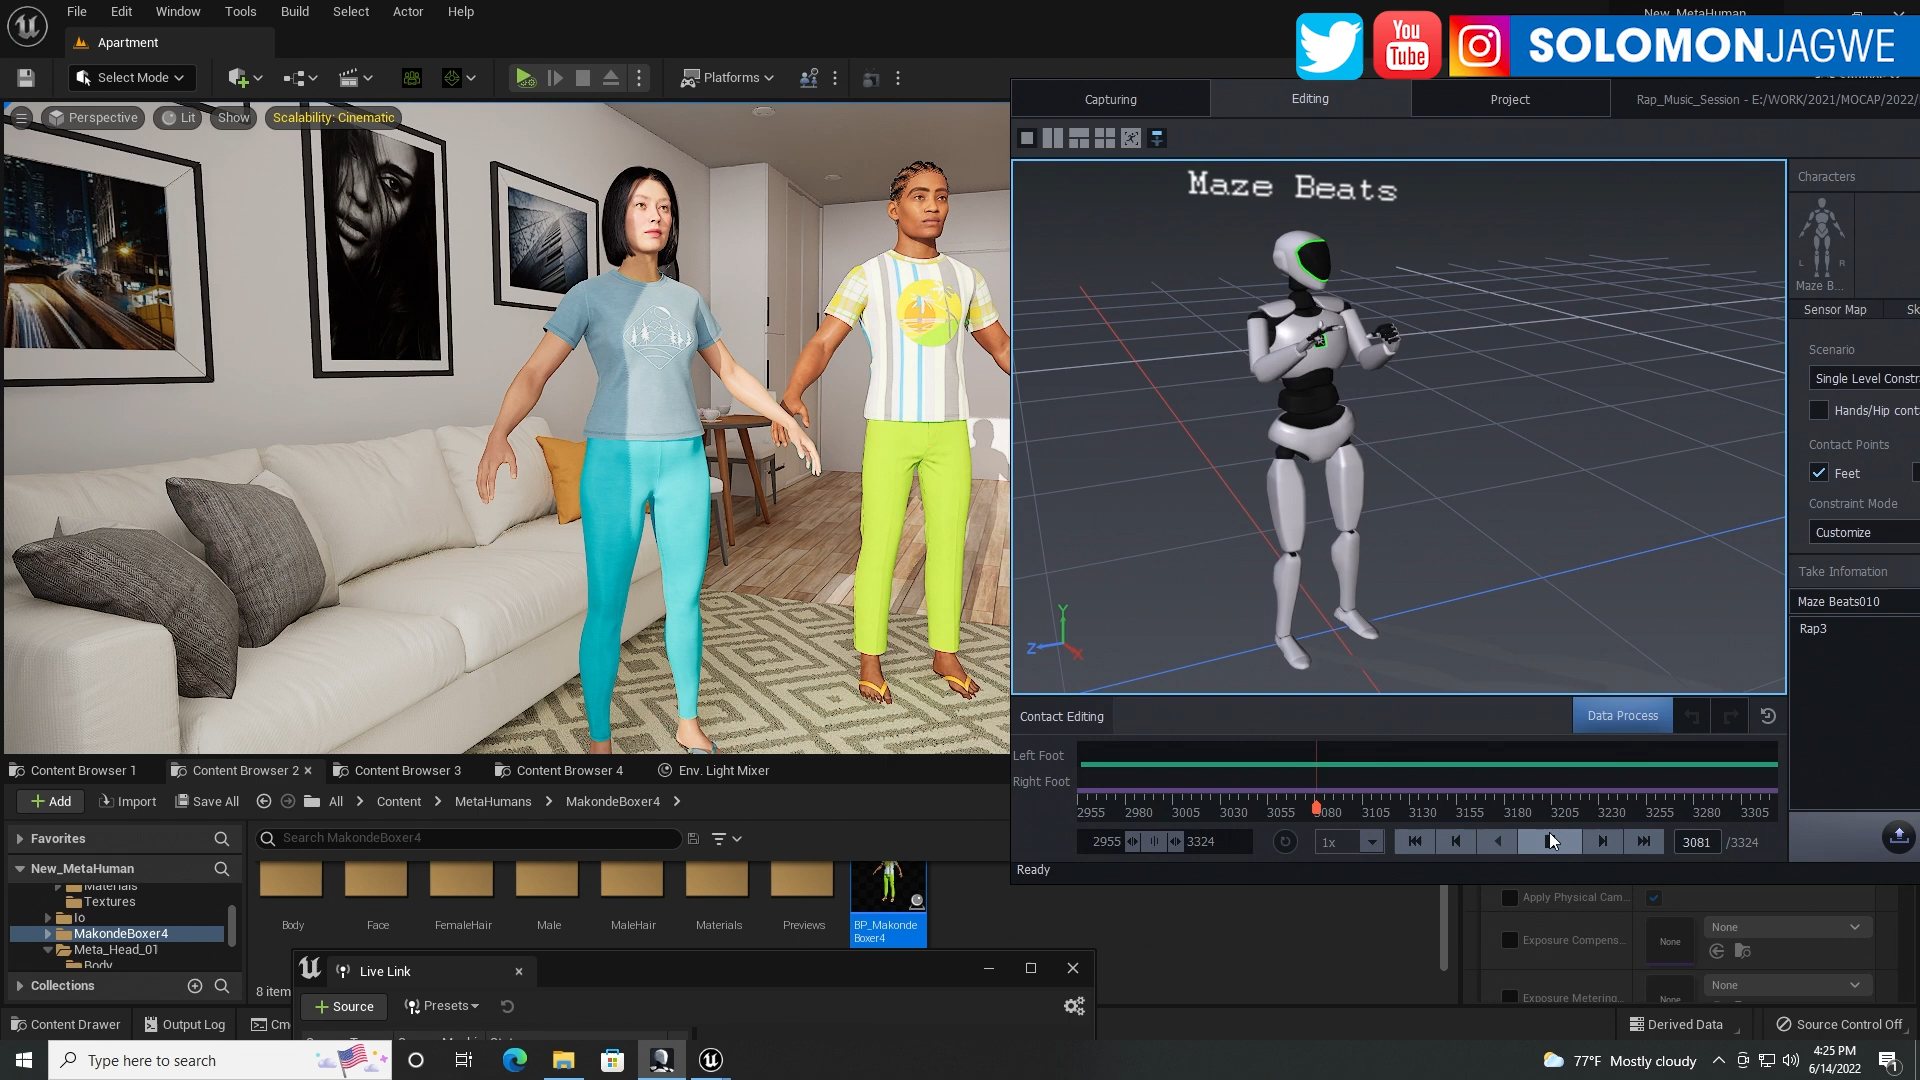 File Edit Window Tools Build Select Actor Help
Apartment
New_MetaHuman
You
Tube
SOLOMONJAGWE
Select Mode
Platforms
Capturing Editing Project Rap_Music_Session - E:/WORK/2021/MOCAP/2022/
Perspective Lit Show Scalability: Cinematic
Maze Beats
Characters
L R
Maze B...
Sensor Map
Scenario
Single Level Constra
Hands/Hip cont
Contact Points
Feet
Constraint Mode
Customize
Take Infomation
Maze Beats010
Rap3
Y
Z
X
Contact Editing Data Process
Left Foot
Right Foot
2955 2980 3005 3030 3055 3080 3105 3130 3155 3180 3205 3230 3255 3280 3305
2955 3324 1x 3081 /3324
Ready
Content Browser 1 Content Browser 2 Content Browser 3 Content Browser 4 Env. Light Mixer
Add Import Save All All Content MetaHumans MakondeBoxer4
Favorites
Search MakondeBoxer4
New_MetaHuman
Materials
Textures
Io
MakondeBoxer4
Meta_Head_01
Body
Collections
Body Face FemaleHair Male MaleHair Materials Previews BP_Makonde
Boxer4
8 item
Live Link
Source Presets
Apply Physical Cam...
Exposure Compens...
None
None
Exposure Metering...
None
None
Content Drawer Output Log Cm
Derived Data Source Control Off
Type here to search
77°F Mostly cloudy
4:25 PM
6/14/2022
1